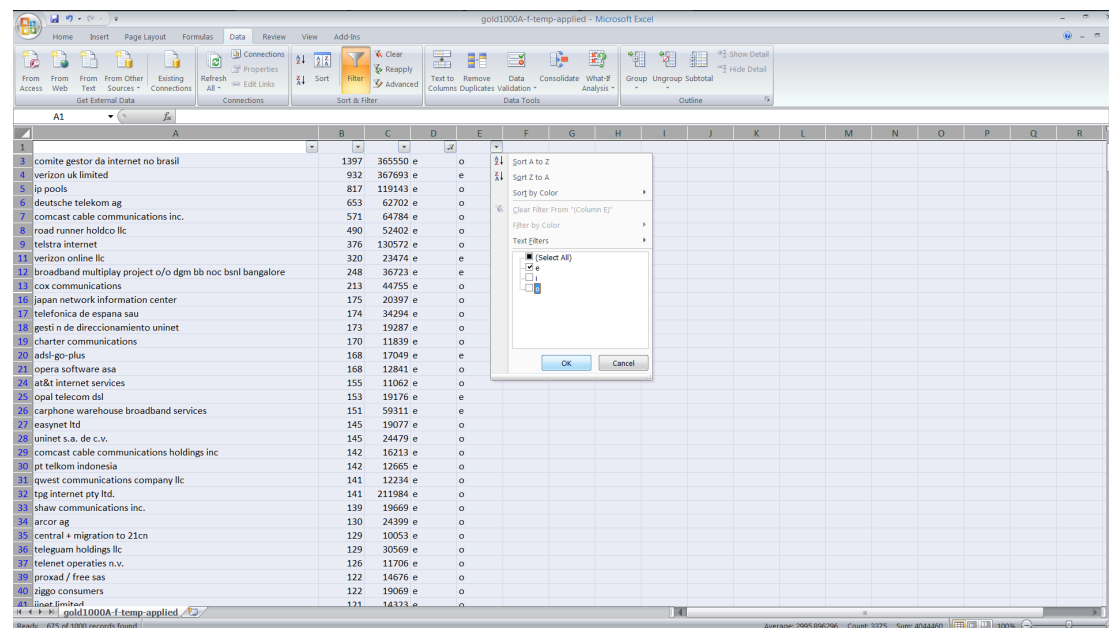 gold1000A-f-temp-applied - Microsoft Excel
Home Insert Page Layout Formulas Data Review View Add-Ins
From Access
From Web
From Text
From Other Sources
Existing Connections
Get External Data
Refresh All
Connections
Properties
Edit Links
Connections
Sort
Filter
Clear
Reapply
Advanced
Sort & Filter
Text to Columns
Remove Duplicates
Data Validation
Consolidate
What-If Analysis
Data Tools
Group
Ungroup
Subtotal
Show Detail
Hide Detail
Outline
A1 fx
A B C D E F G H I J K L M N O P Q R
1
3 comite gestor da internet no brasil 1397 365550 e o
4 verizon uk limited 932 367693 e e
5 ip pools 817 119143 e o
6 deutsche telekom ag 653 62702 e o
7 comcast cable communications inc. 571 64784 e o
8 road runner holdco llc 490 52402 e o
9 telstra internet 376 130572 e o
11 verizon online llc 320 23474 e e
12 broadband multiplay project o/o dgm bb noc bsnl bangalore 248 36723 e e
13 cox communications 213 44755 e o
16 japan network information center 175 20397 e o
17 telefonica de espana sau 174 34294 e o
18 gesti n de direccionamiento uninet 173 19287 e o
19 charter communications 170 11839 e o
20 adsl-go-plus 168 17049 e e
21 opera software asa 168 12841 e o
24 at&t internet services 155 11062 e o
25 opal telecom dsl 153 19176 e e
26 carphone warehouse broadband services 151 59311 e e
27 easynet ltd 145 19077 e o
28 uninet s.a. de c.v. 145 24479 e o
29 comcast cable communications holdings inc 142 16213 e o
30 pt telkom indonesia 142 12665 e o
31 qwest communications company llc 141 12234 e o
32 tpg internet pty ltd. 141 211984 e o
33 shaw communications inc. 139 19669 e o
34 arcor ag 130 24399 e o
35 central + migration to 21cn 129 10053 e o
36 teleguam holdings llc 129 30569 e o
37 telenet operaties n.v. 126 11706 e o
39 proxad / free sas 122 14676 e o
40 ziggo consumers 122 19069 e o
41 iinet limited 121 14323 e o
Sort A to Z
Sort Z to A
Sort by Color
Clear Filter From "(Column E)"
Filter by Color
Text Filters
(Select All)
e
i
o
OK Cancel
gold1000A-f-temp-applied
Ready 675 of 1000 records found Average: 2995.896296 Count: 3375 Sum: 4044460 100%